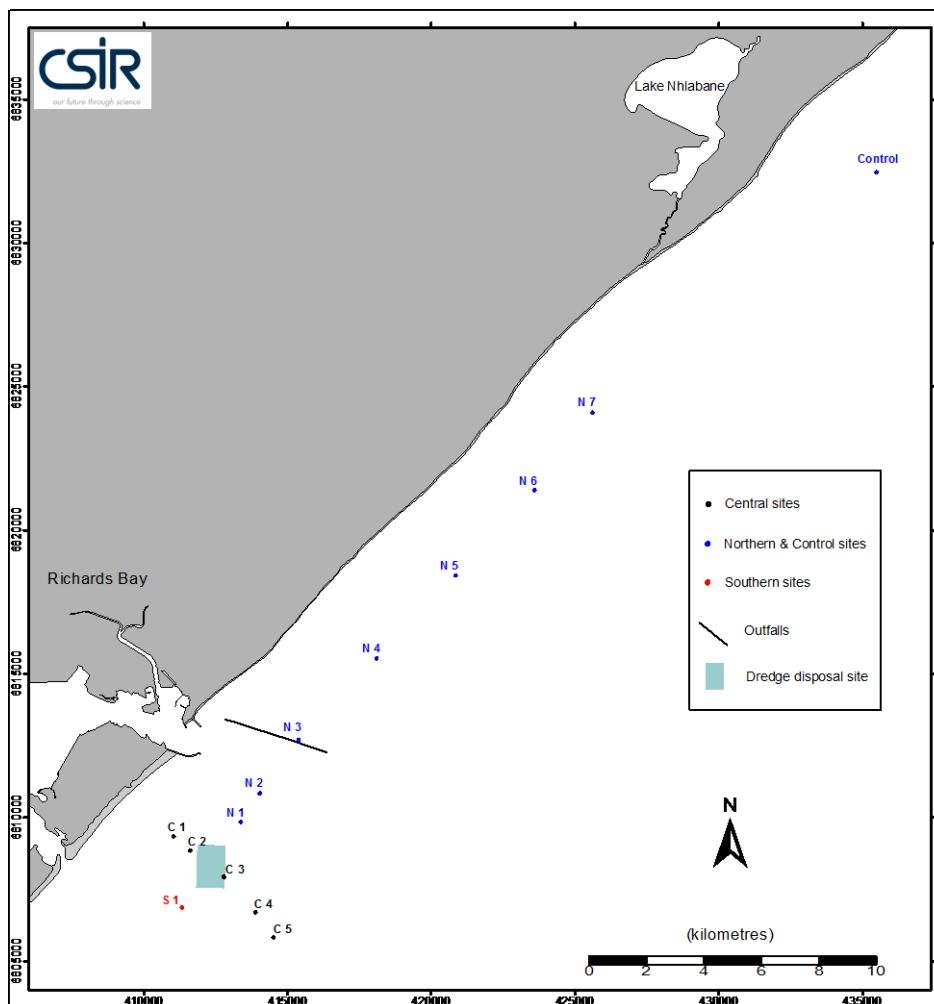 CSIR
our future through science
Lake Nhlabane
Control
N 7
N 6
N 5
N 4
N 3
N 2
N 1
Richards Bay
C 1
C 2
C 3
C 4
C 5
S 1
Central sites
Northern & Control sites
Southern sites
Outfalls
Dredge disposal site
N
(kilometres)
0 2 4 6 8 10
6835000
6830000
6825000
6820000
6815000
6810000
6805000
410000 415000 420000 425000 430000 435000